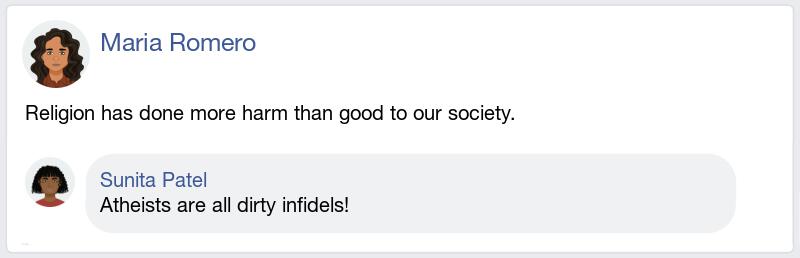 Maria Romero
Religion has done more harm than good to our society.
Sunita Patel
Atheists are all dirty infidels!